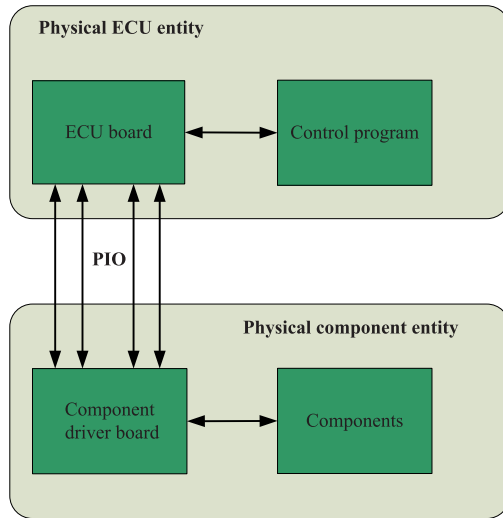 Physical ECU entity
ECU board
Control program
PIO
Physical component entity
Component
driver board
Components